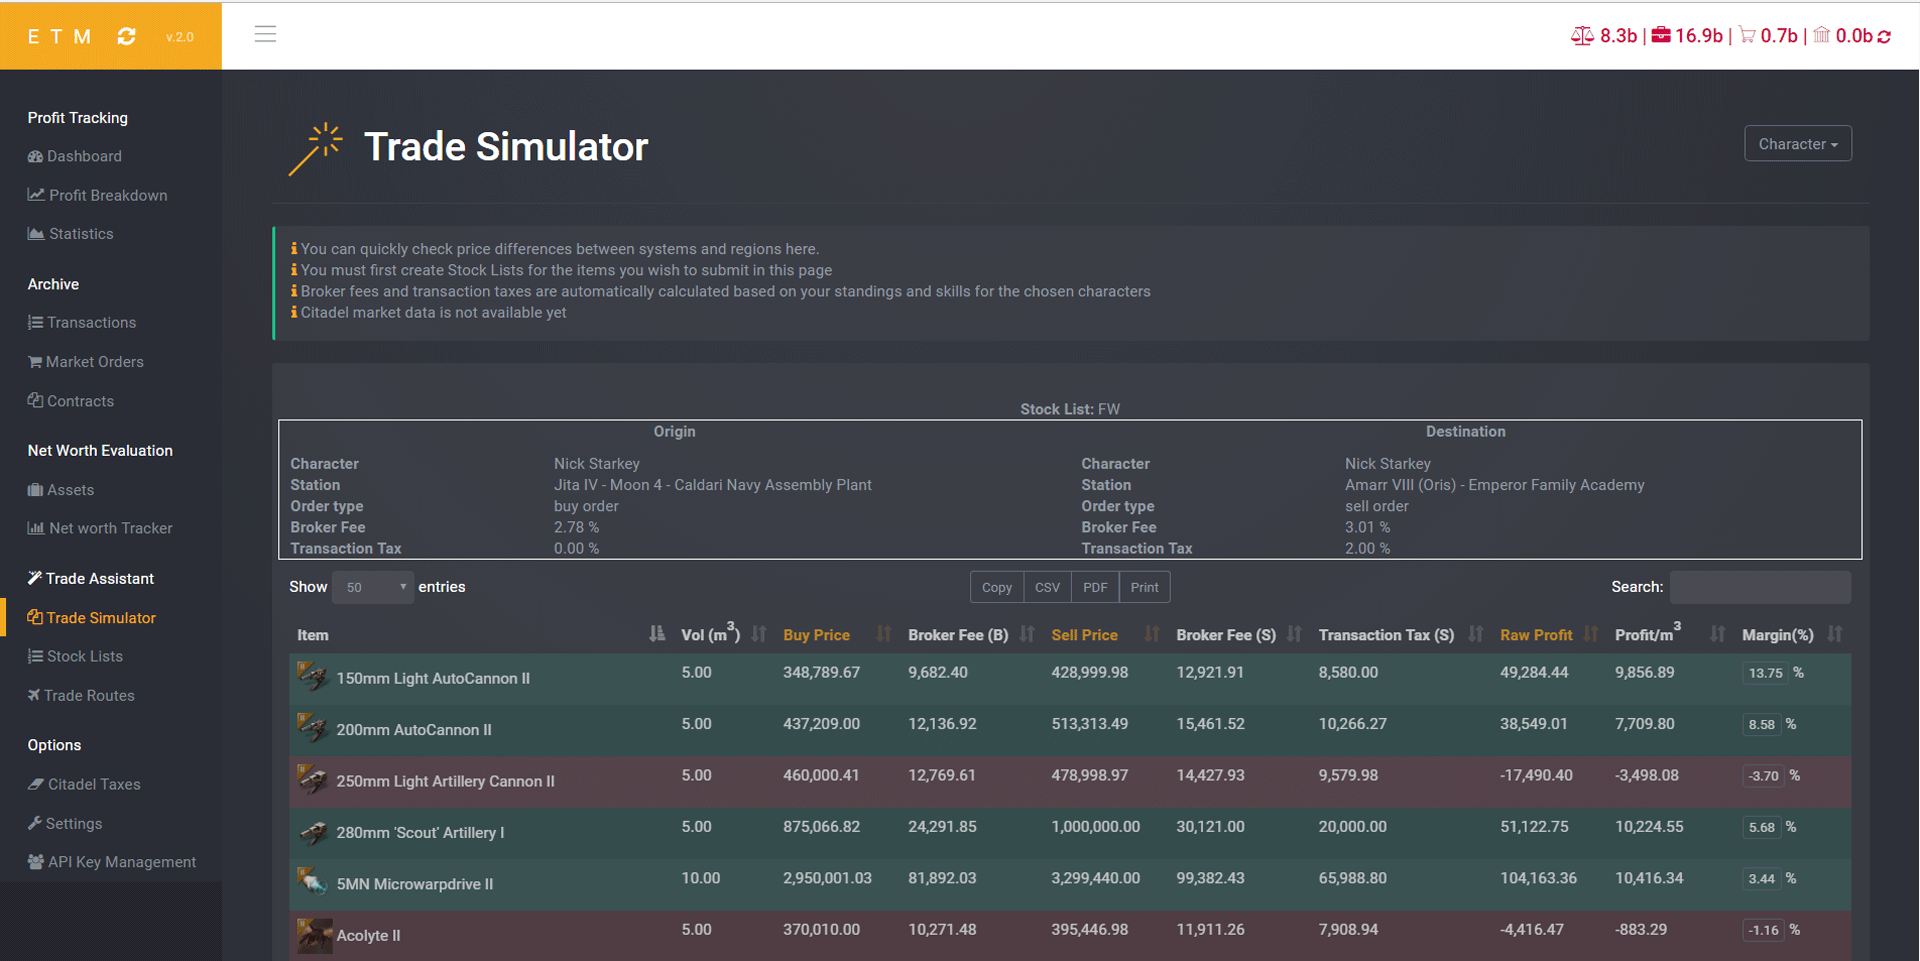 E T M v.2.0
8.3b | 16.9b | 0.7b | 0.0b
Profit Tracking
Dashboard
Profit Breakdown
Statistics
Archive
Transactions
Market Orders
Contracts
Net Worth Evaluation
Assets
Net worth Tracker
Trade Assistant
Trade Simulator
Stock Lists
Trade Routes
Options
Citadel Taxes
Settings
API Key Management
Trade Simulator
Character
You can quickly check price differences between systems and regions here.
You must first create Stock Lists for the items you wish to submit in this page
Broker fees and transaction taxes are automatically calculated based on your standings and skills for the chosen characters
Citadel market data is not available yet
Stock List: FW
Origin Destination
Character Nick Starkey Character Nick Starkey
Station Jita IV - Moon 4 - Caldari Navy Assembly Plant Station Amarr VIII (Oris) - Emperor Family Academy
Order type buy order Order type sell order
Broker Fee 2.78 % Broker Fee 3.01 %
Transaction Tax 0.00 % Transaction Tax 2.00 %
Show 50 entries Copy CSV PDF Print Search:
Item Vol (m3) Buy Price Broker Fee (B) Sell Price Broker Fee (S) Transaction Tax (S) Raw Profit Profit/m3 Margin(%)
150mm Light AutoCannon II 5.00 348,789.67 9,682.40 428,999.98 12,921.91 8,580.00 49,284.44 9,856.89 13.75 %
200mm AutoCannon II 5.00 437,209.00 12,136.92 513,313.49 15,461.52 10,266.27 38,549.01 7,709.80 8.58 %
250mm Light Artillery Cannon II 5.00 460,000.41 12,769.61 478,998.97 14,427.93 9,579.98 -17,490.40 -3,498.08 -3.70 %
280mm 'Scout' Artillery I 5.00 875,066.82 24,291.85 1,000,000.00 30,121.00 20,000.00 51,122.75 10,224.55 5.68 %
5MN Microwarpdrive II 10.00 2,950,001.03 81,892.03 3,299,440.00 99,382.43 65,988.80 104,163.36 10,416.34 3.44 %
Acolyte II 5.00 370,010.00 10,271.48 395,446.98 11,911.26 7,908.94 -4,416.47 -883.29 -1.16 %